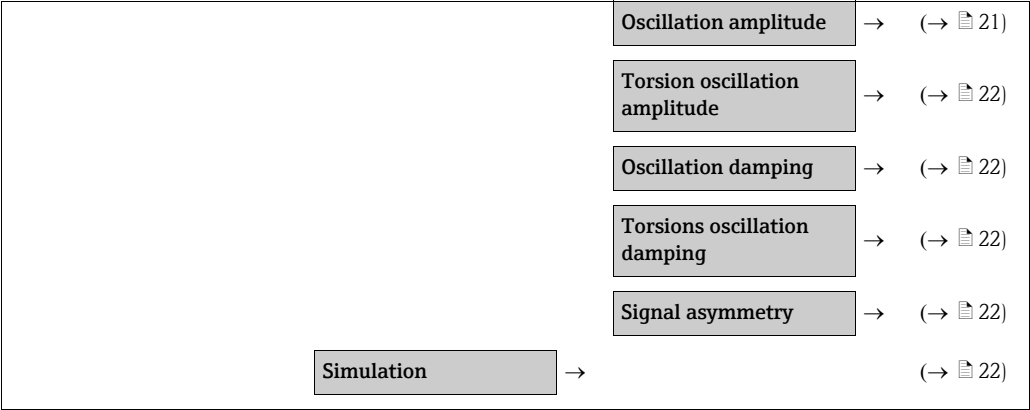 Oscillation amplitude → (→ 🖹 21)
Torsion oscillation
amplitude → (→ 🖹 22)
Oscillation damping → (→ 🖹 22)
Torsions oscillation
damping → (→ 🖹 22)
Signal asymmetry → (→ 🖹 22)
Simulation → (→ 🖹 22)